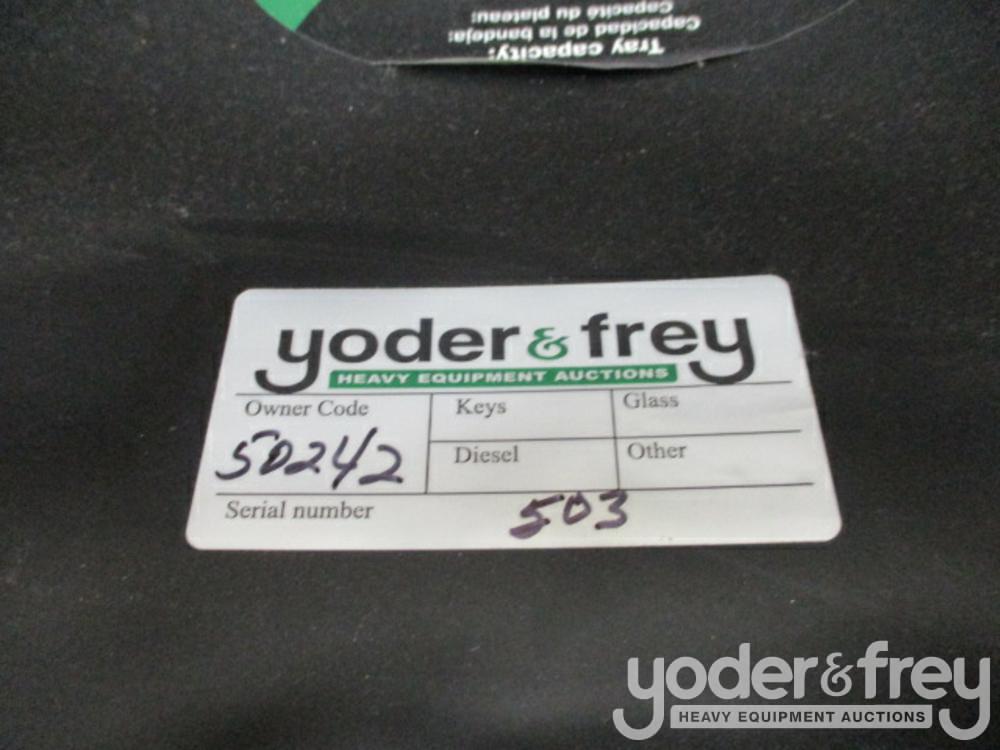 Capacité du plateau:
Capacidad de la bandeja:
Tray capacity:
yoder & frey
HEAVY EQUIPMENT AUCTIONS
Owner Code
50242
Keys
Glass
Diesel
Other
Serial number
503
yoder & frey
HEAVY EQUIPMENT AUCTIONS